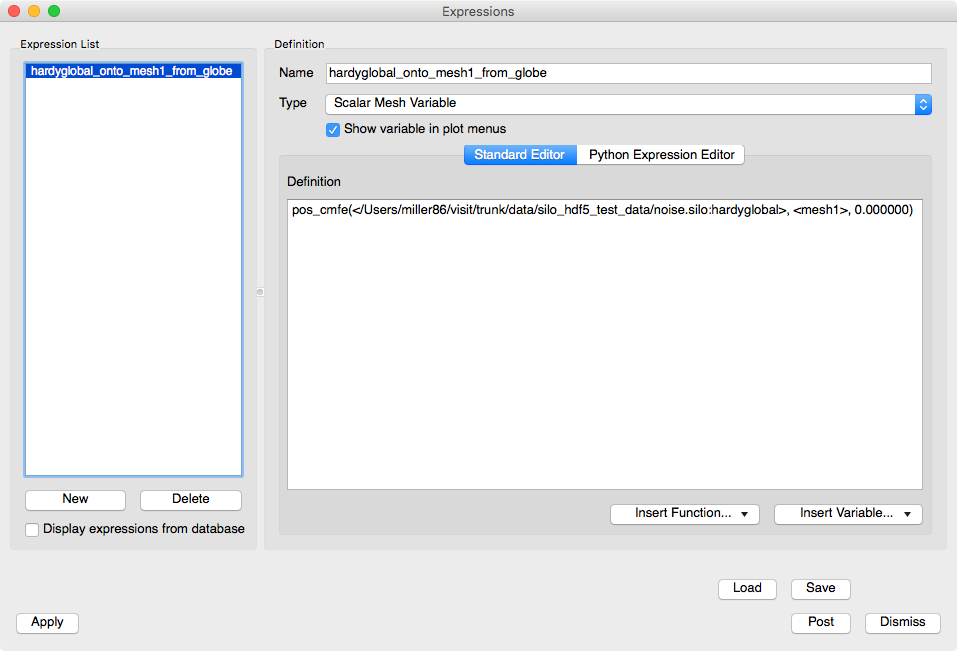 Expressions
Expression List
hardyglobal_onto_mesh1_from_globe
New
Delete
Display expressions from database
Definition
Name hardyglobal_onto_mesh1_from_globe
Type Scalar Mesh Variable
Show variable in plot menus
Standard Editor Python Expression Editor
Definition
pos_cmfe(</Users/miller86/visit/trunk/data/silo_hdf5_test_data/noise.silo:hardyglobal>, <mesh1>, 0.000000)
Insert Function... Insert Variable...
Load Save
Apply Post Dismiss